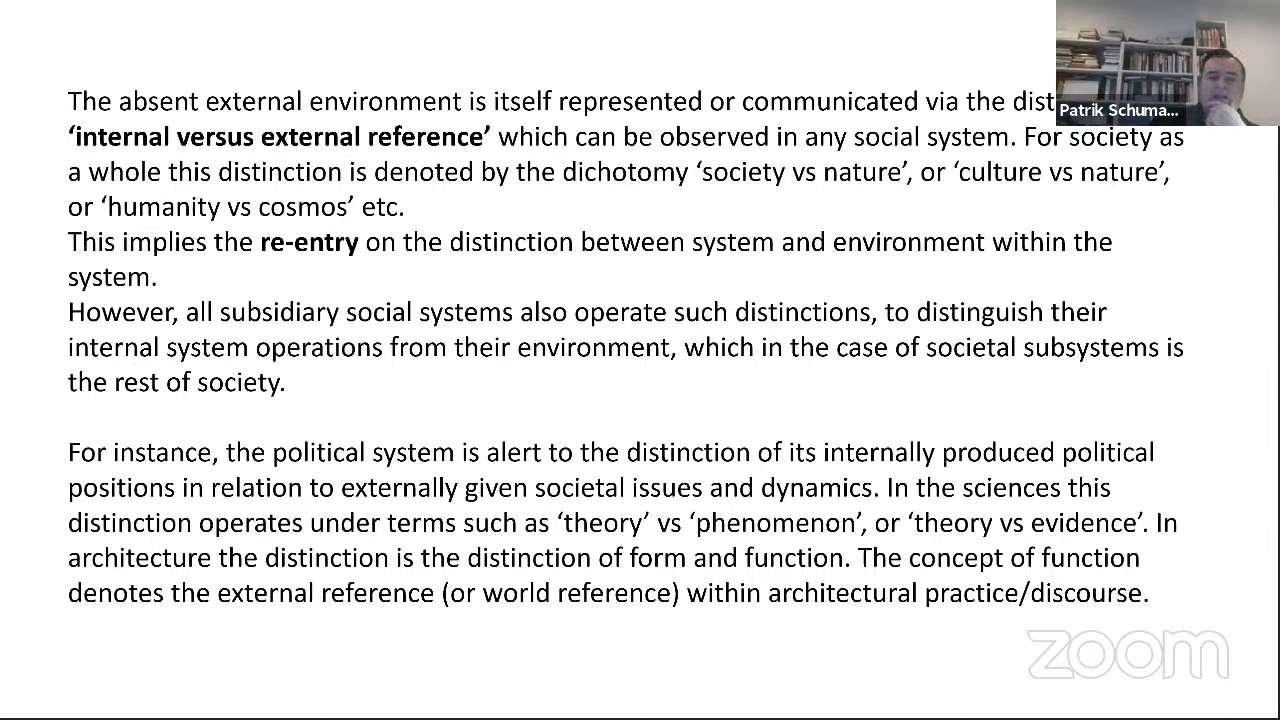 The absent external environment is itself represented or communicated via the
‘internal versus external reference’ which can be observed in any social system. For society as
a whole this distinction is denoted by the dichotomy ‘society vs nature’, or ‘culture vs nature’,
or ‘humanity vs cosmos’ etc.
This implies the re-entry on the distinction between system and environment within the
system.
However, all subsidiary social systems also operate such distinctions, to distinguish their
internal system operations from their environment, which in the case of societal subsystems is
the rest of society.
For instance, the political system is alert to the distinction of its internally produced political
positions in relation to externally given societal issues and dynamics. In the sciences this
distinction operates under terms such as ‘theory’ vs ‘phenomenon’, or ‘theory vs evidence’. In
architecture the distinction is the distinction of form and function. The concept of function
denotes the external reference (or world reference) within architectural practice/discourse.
Patrik Schuma...
zoom